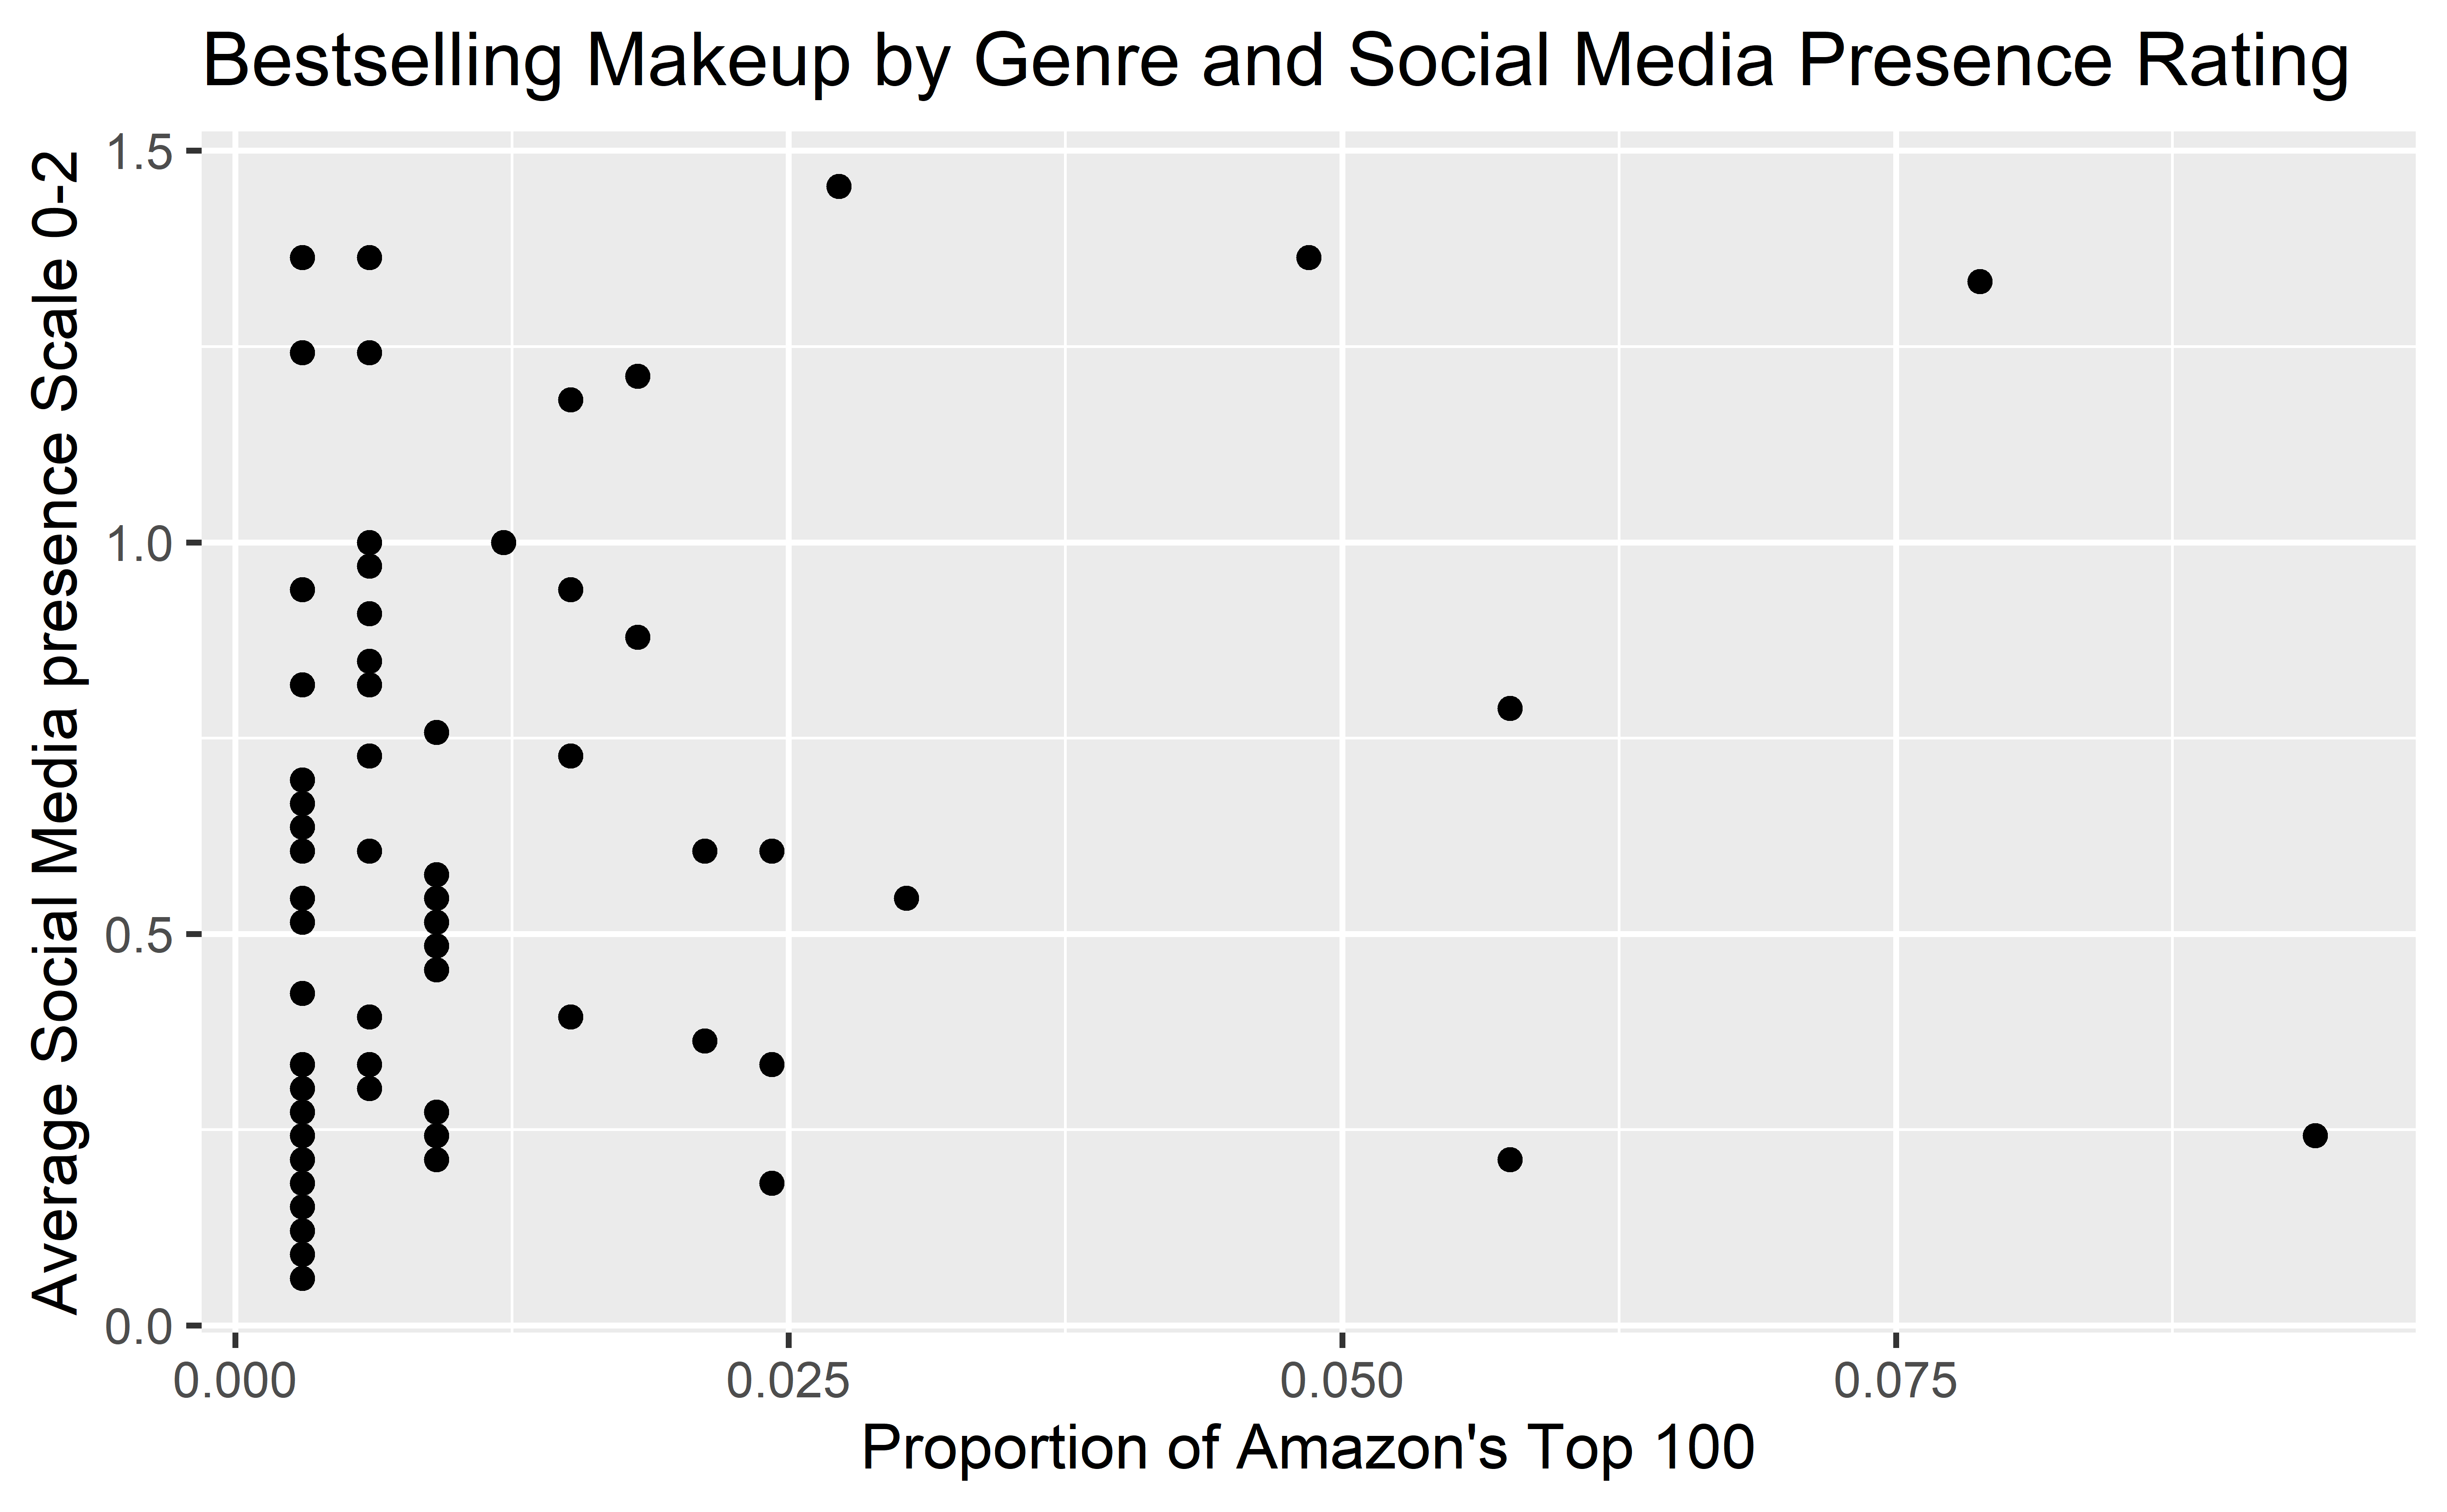 Bestselling Makeup by Genre and Social Media Presence Rating
Average Social Media presence Scale 0-2
1.5
1.0
0.5
0.0
0.000
0.025
0.050
0.075
Proportion of Amazon's Top 100